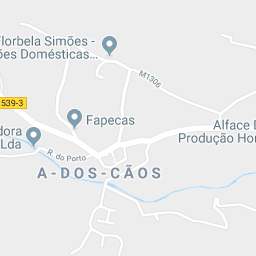 Florbela Simões -
ões Domésticas...
M1306
539-3
Fapecas
Alface D
Produção Hor
dora
Lda
R. do Porto
A-DOS-CÃOS